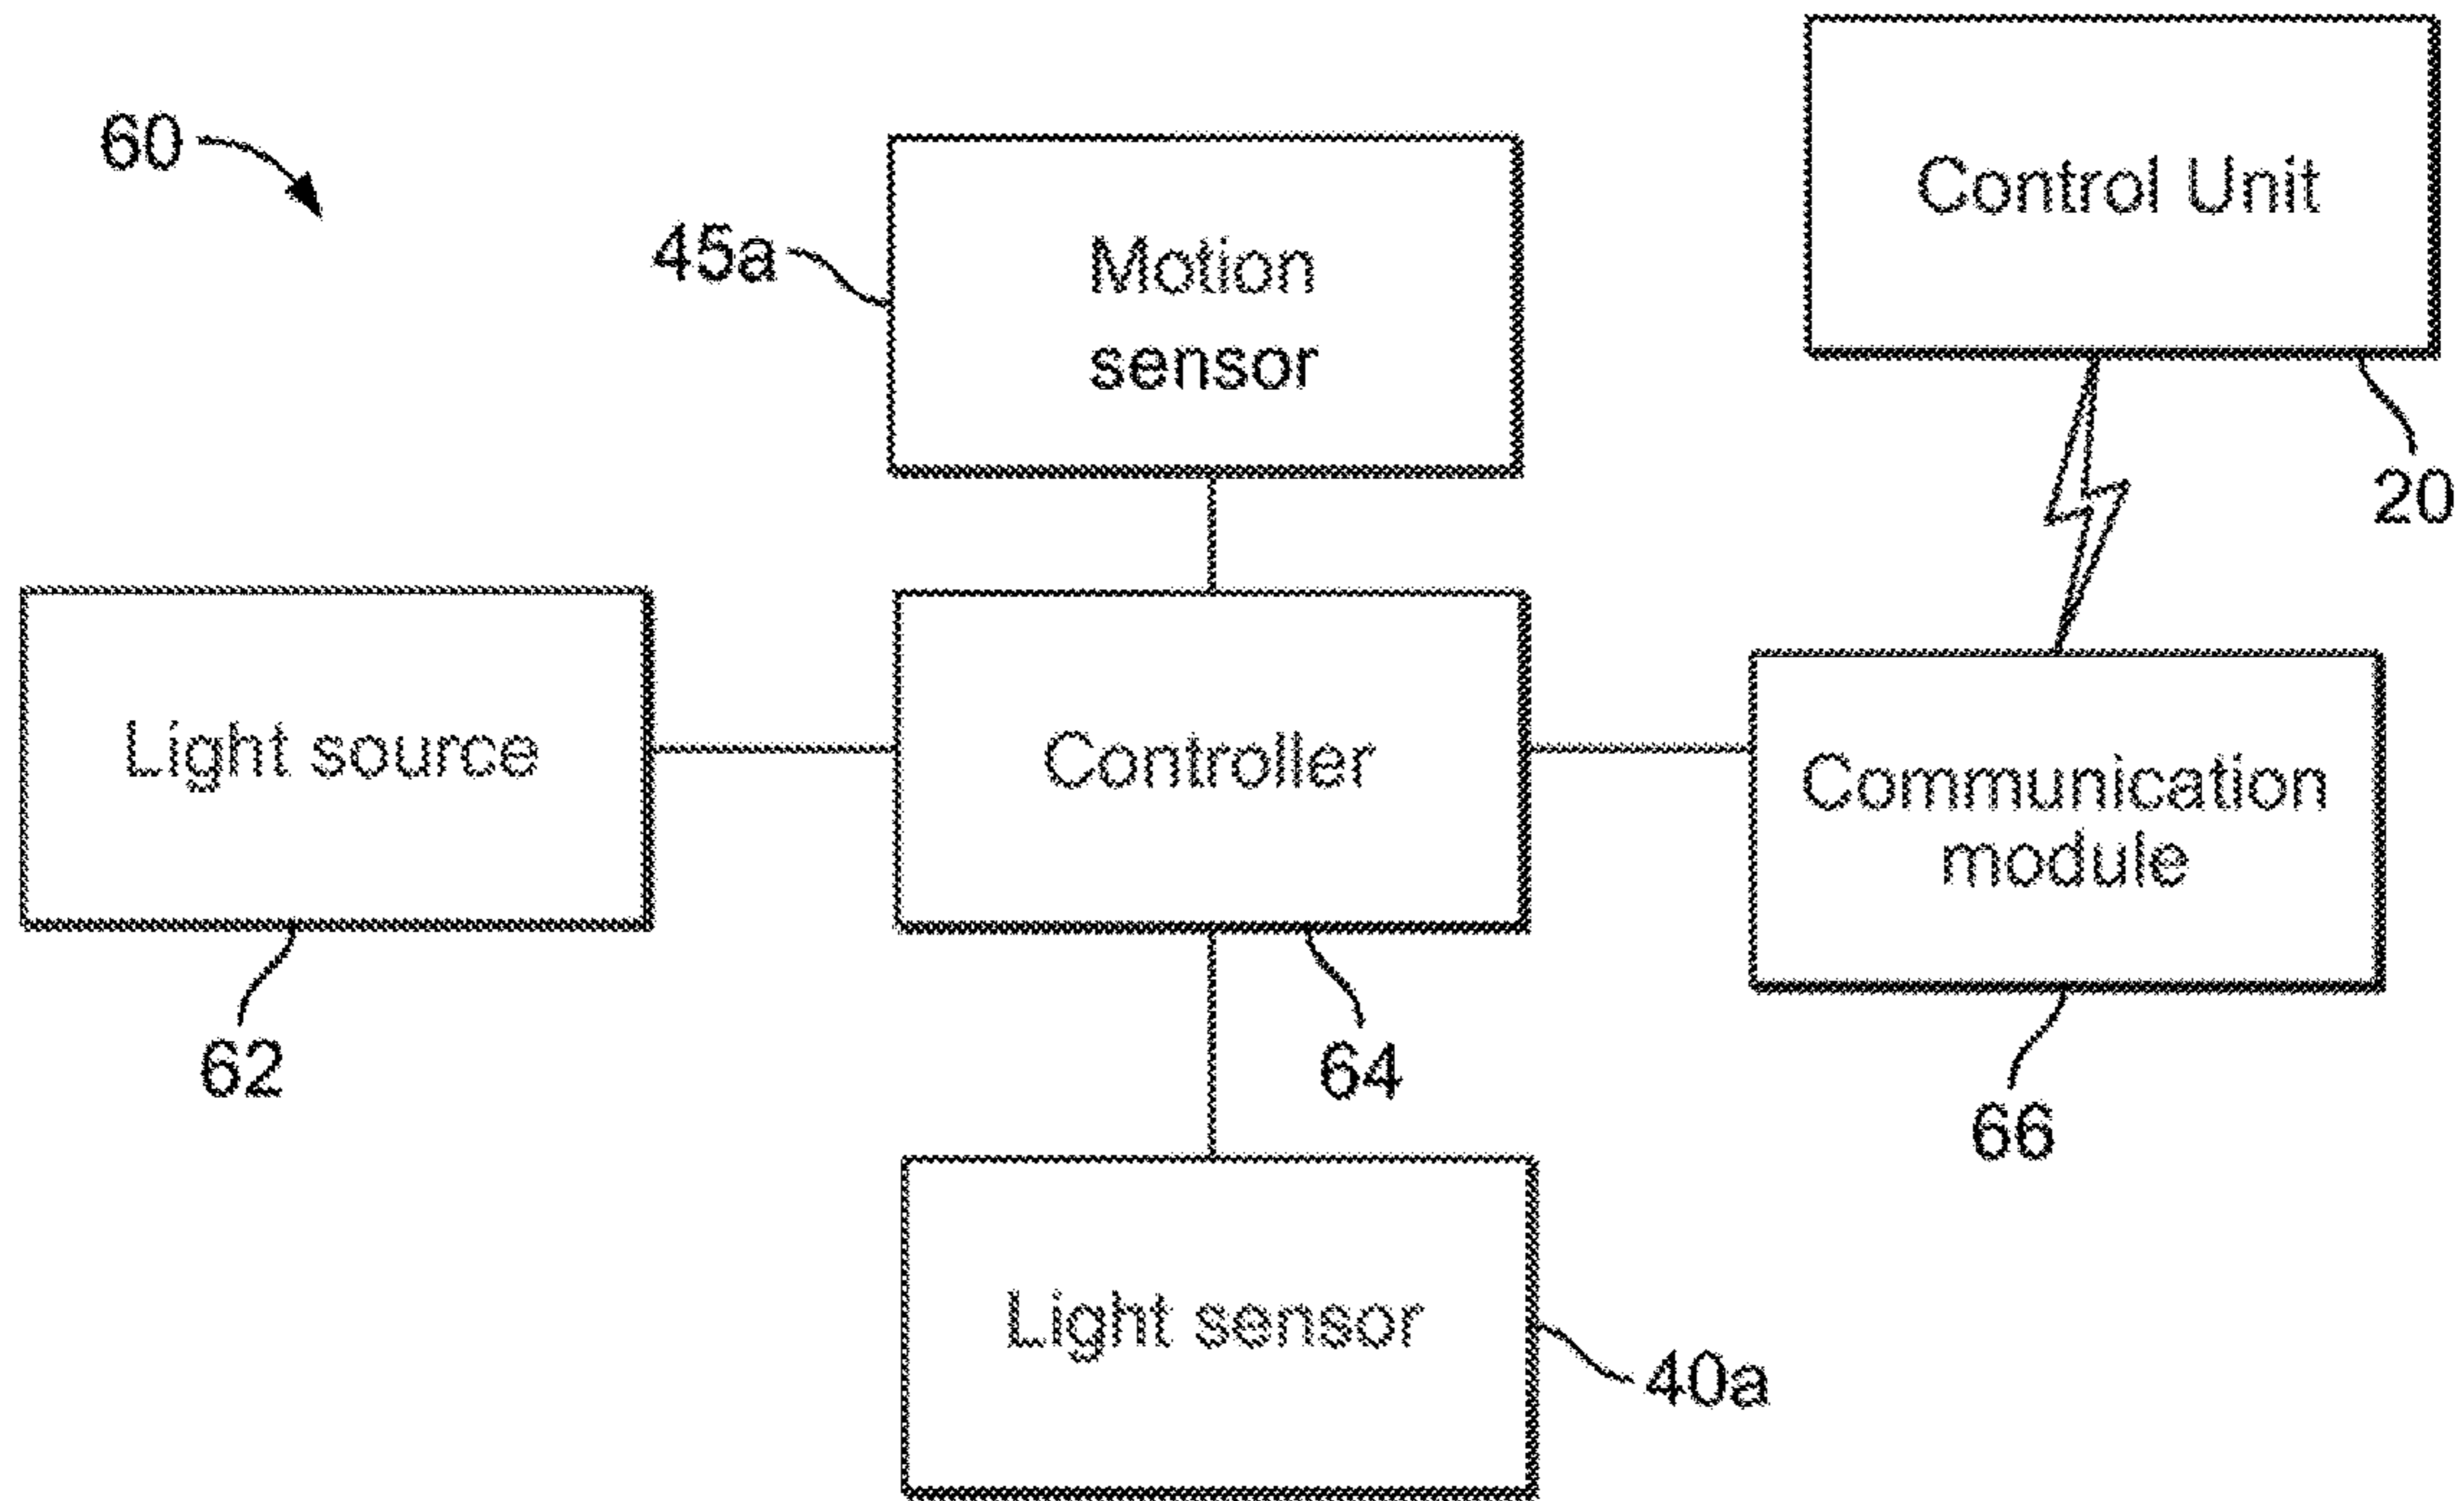 60
45a
Motion
sensor
Control Unit
20
Light source
62
Controller
64
Communication
module
66
Light sensor
40a